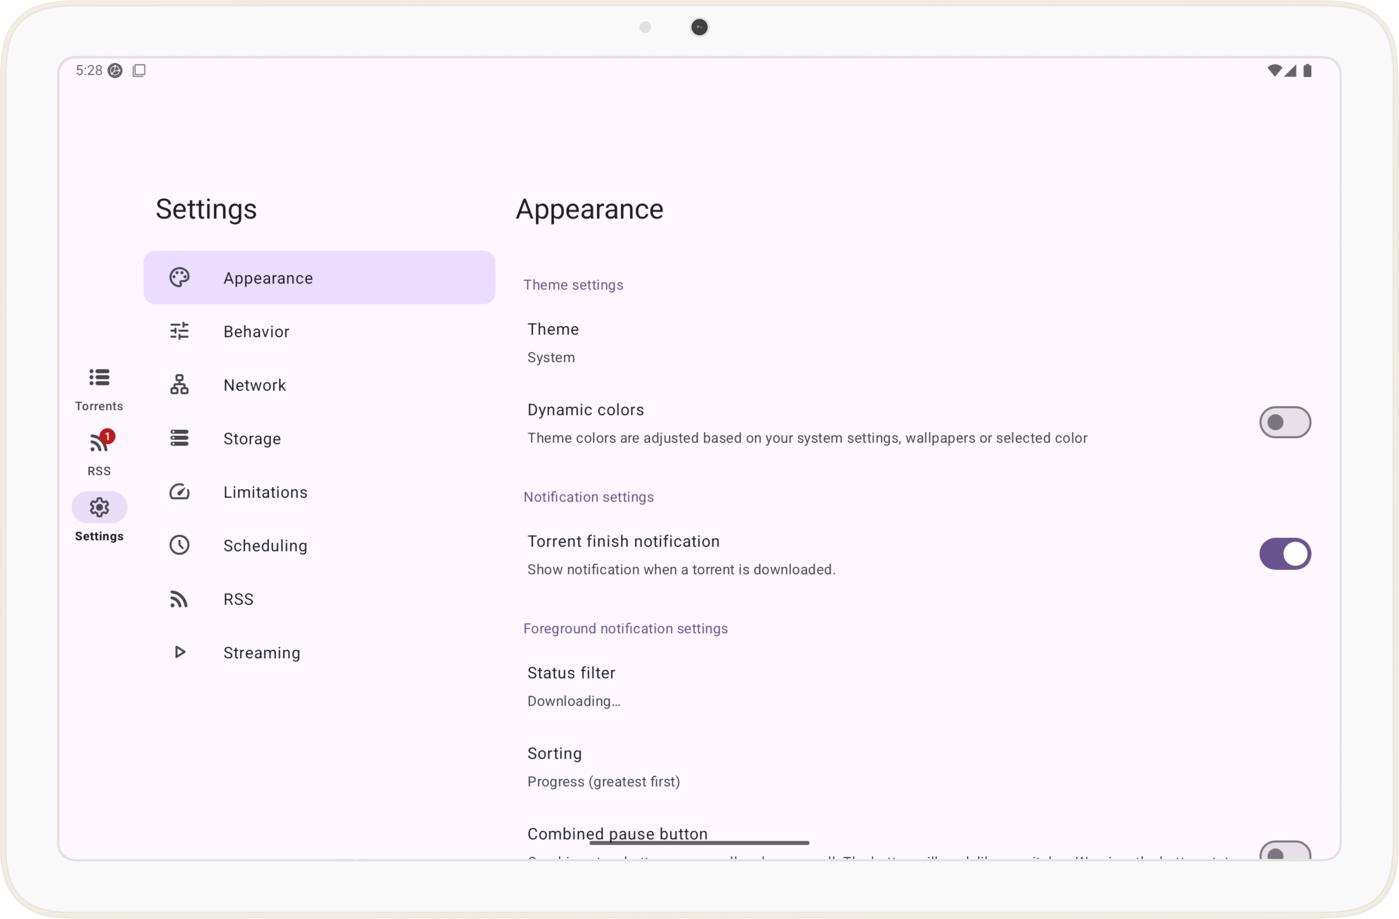 5:28
Settings
Appearance
Behavior
Network
Storage
Limitations
Scheduling
RSS
Streaming
Torrents
1
RSS
Settings
Appearance
Theme settings
Theme
System
Dynamic colors
Theme colors are adjusted based on your system settings, wallpapers or selected color
Notification settings
Torrent finish notification
Show notification when a torrent is downloaded.
Foreground notification settings
Status filter
Downloading...
Sorting
Progress (greatest first)
Combined pause button